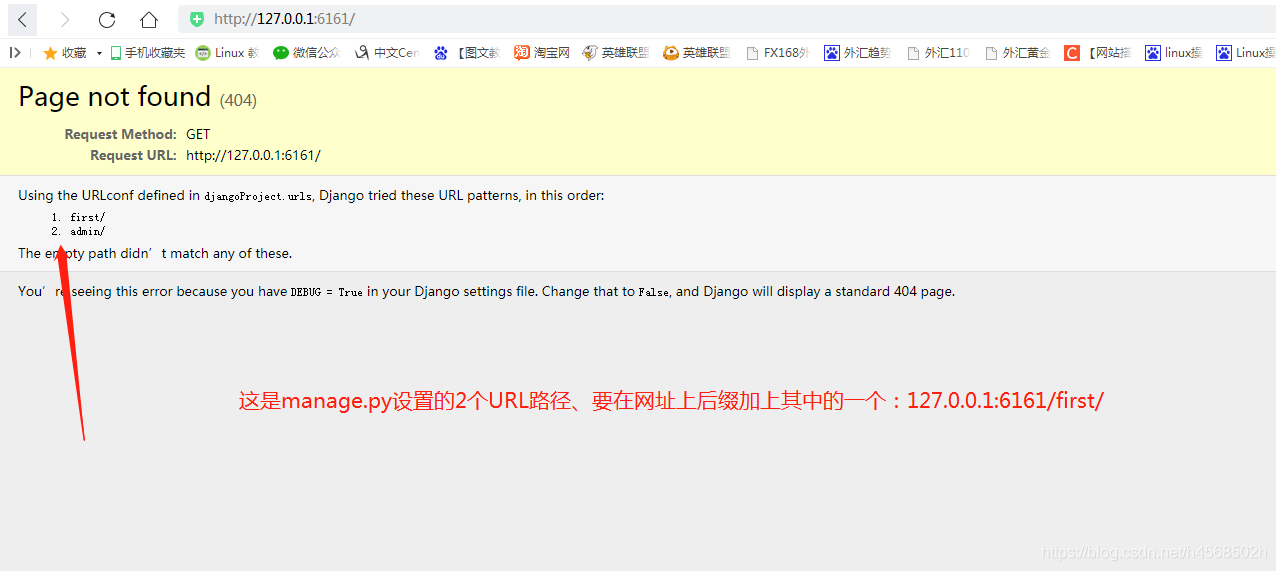 http://127.0.0.1:6161/
收藏 手机收藏夹 Linux 教 微信公众 中文Cen 【图文教 淘宝网 英雄联盟 英雄联盟 FX168外 外汇趋势 外汇110 外汇黄金 【网站搭 linux操 Linux操
Page not found (404)
Request Method: GET
Request URL: http://127.0.0.1:6161/
Using the URLconf defined in djangoProject.urls, Django tried these URL patterns, in this order:
1. first/
2. admin/
The empty path didn’t match any of these.
You’re seeing this error because you have DEBUG = True in your Django settings file. Change that to False, and Django will display a standard 404 page.
这是manage.py设置的2个URL路径、要在网址上后缀加上其中的一个：127.0.0.1:6161/first/
https://blog.csdn.net/h4568502h